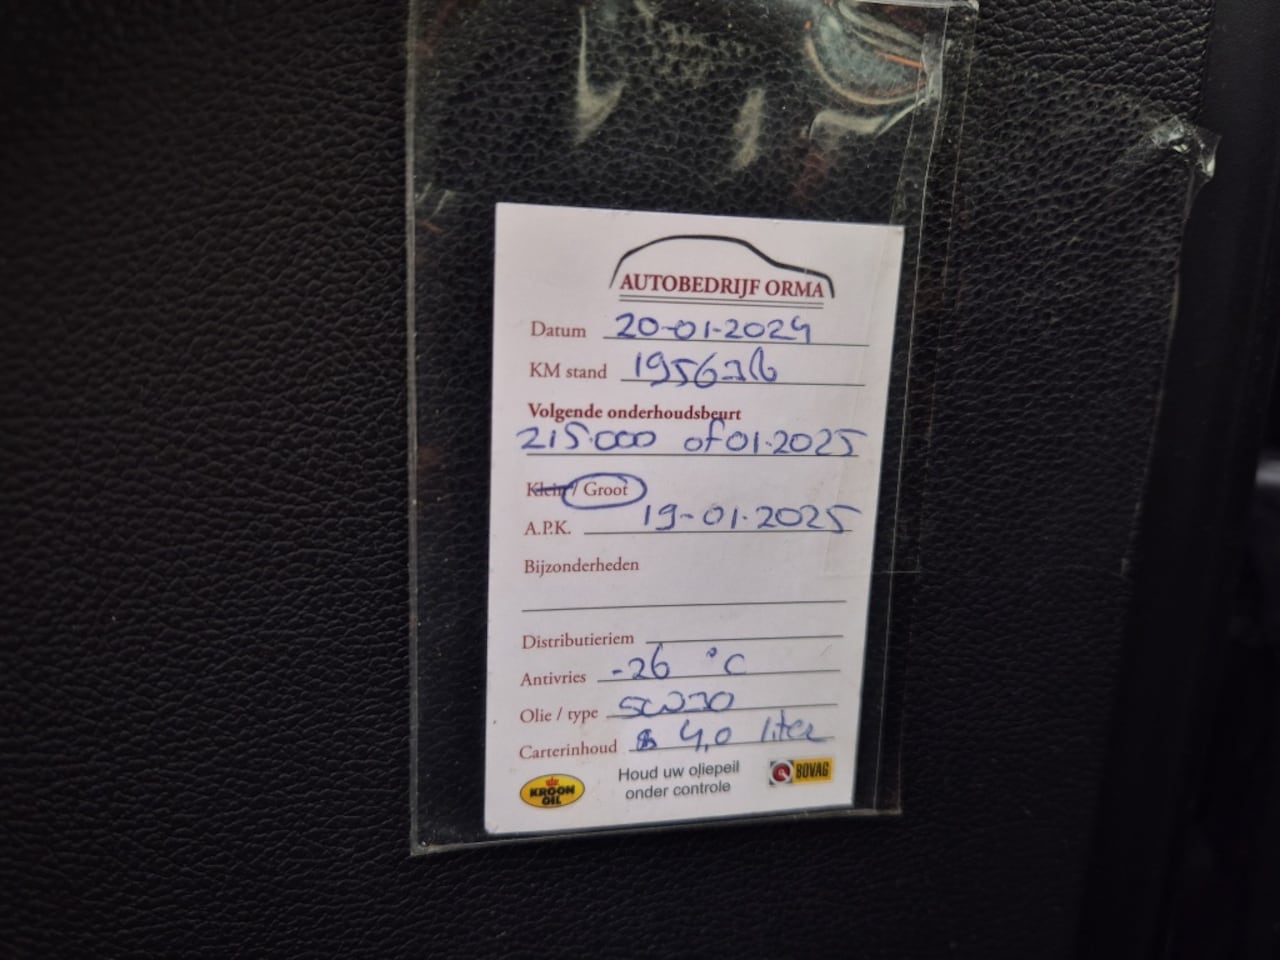 AUTOBEDRIJF ORMA
Datum 20-01-2024
KM stand
Volgende onderhoudsbeurt
215.000 of 01-2025
Klein / Groot
A.P.K. 19-01-2025
Bijzonderheden
Distributieriem
Antivries -26 °C
Olie / type 5W30
Carterinhoud 4,0 liter
KROON OIL
Houd uw oliepeil
onder controle
BOVAG